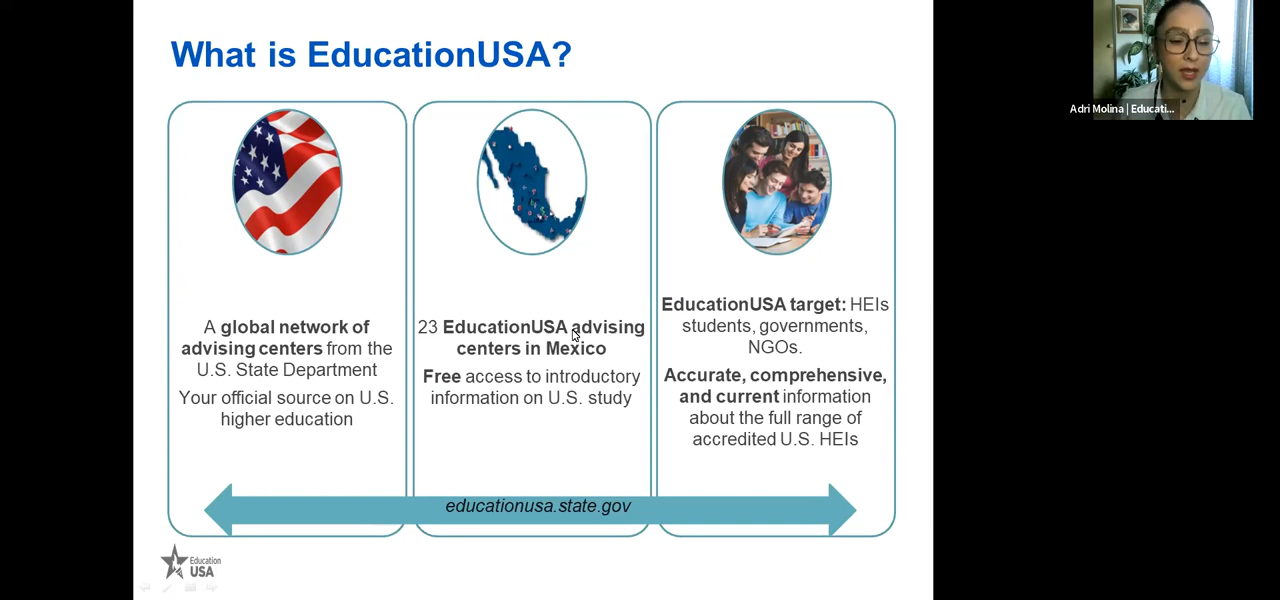 What is EducationUSA?
A global network of
advising centers from the
U.S. State Department
Your official source on U.S.
higher education
23 EducationUSA advising
centers in Mexico
Free access to introductory
information on U.S. study
EducationUSA target: HEIs
students, governments,
NGOs.
Accurate, comprehensive,
and current information
about the full range of
accredited U.S. HEIs
educationusa.state.gov
Education
USA
Adri Molina | Educati...